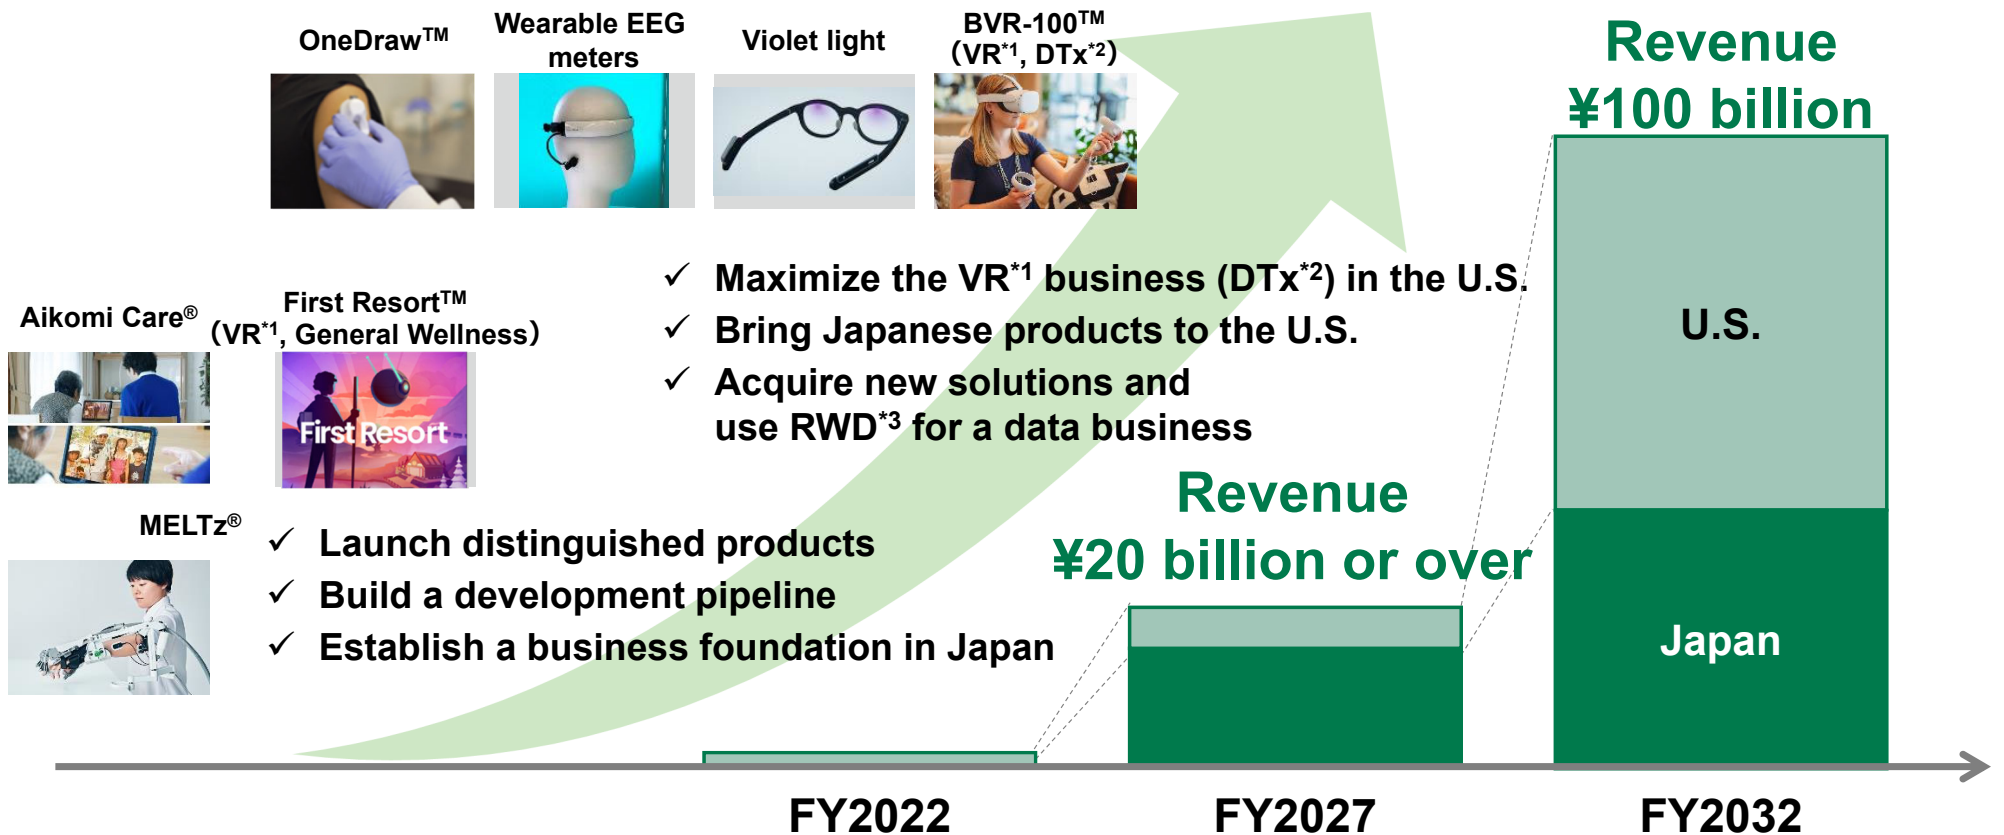 OneDraw™
Wearable EEG
meters
Violet light
BVR-100™
(VR*1, DTx*2)
Revenue
¥100 billion
✓ Maximize the VR*1 business (DTx*2) in the U.S.
✓ Bring Japanese products to the U.S.
✓ Acquire new solutions and
use RWD*3 for a data business
Aikomi Care®
First Resort™
(VR*1, General Wellness)
First Resort
U.S.
Revenue
¥20 billion or over
MELTz®
✓ Launch distinguished products
✓ Build a development pipeline
✓ Establish a business foundation in Japan
Japan
FY2022
FY2027
FY2032